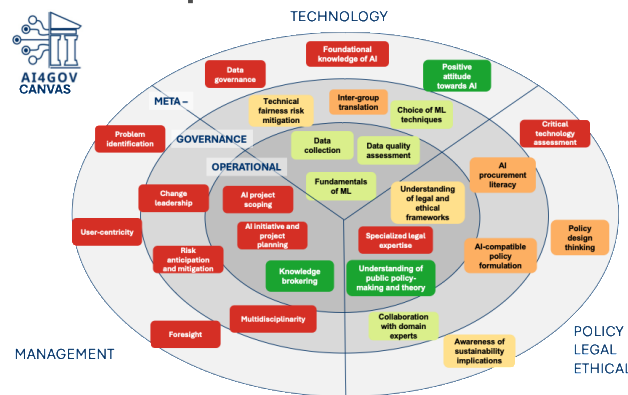 TECHNOLOGY
AI4GOV
CANVAS
Foundational
knowledge of AI
Data
governance
Positive
attitude
towards AI
META –
Technical
fairness risk
mitigation
Inter-group
translation
Choice of ML
techniques
Problem
identification
GOVERNANCE
Critical
technology
assessment
Data
collection
Data quality
assessment
OPERATIONAL
AI
procurement
literacy
Fundamentals
of ML
Change
leadership
AI project
scoping
Understanding
of legal and
ethical
frameworks
User-centricity
AI initiative and
project
planning
Specialized legal
expertise
Policy
design
thinking
Risk
anticipation
and mitigation
AI-compatible
policy
formulation
Knowledge
brokering
Understanding of
public policy-
making and theory
Multidisciplinarity
Collaboration
with domain
experts
Foresight
Awareness of
sustainability
implications
MANAGEMENT
POLICY
LEGAL
ETHICAL